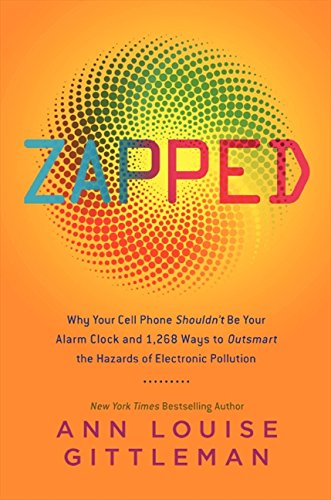 ZAPPED
Why Your Cell Phone Shouldn't Be Your
Alarm Clock and 1,268 Ways to Outsmart
the Hazards of Electronic Pollution
New York Times Bestselling Author
ANN LOUISE
GITTLEMAN